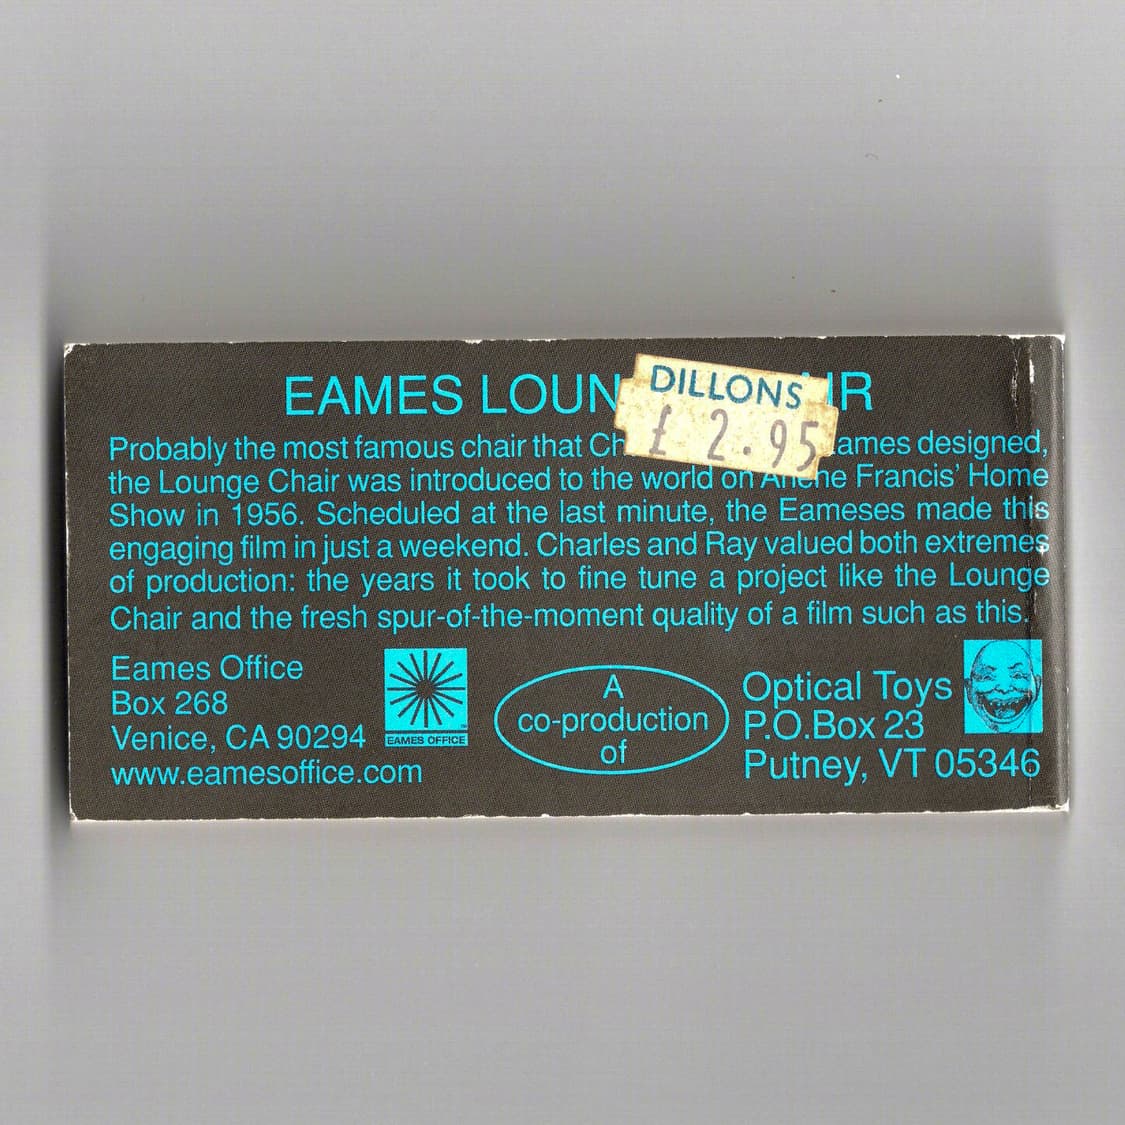 EAMES LOUN IR
DILLONS
£ 2.95
Probably the most famous chair that Ch ames designed,
the Lounge Chair was introduced to the world on Arlene Francis' Home
Show in 1956. Scheduled at the last minute, the Eameses made this
engaging film in just a weekend. Charles and Ray valued both extremes
of production: the years it took to fine tune a project like the Lounge
Chair and the fresh spur-of-the-moment quality of a film such as this.
Eames Office
Box 268
Venice, CA 90294
www.eamesoffice.com
EAMES OFFICE
A
co-production
of
Optical Toys
P.O.Box 23
Putney, VT 05346